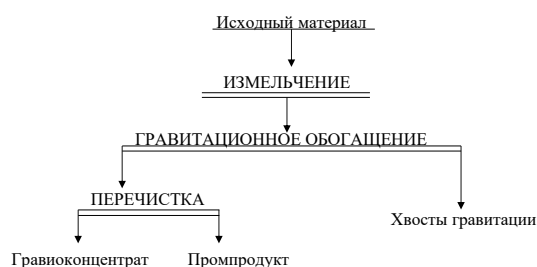 Исходный материал
ИЗМЕЛЬЧЕНИЕ
ГРАВИТАЦИОННОЕ ОБОГАЩЕНИЕ
ПЕРЕЧИСТКА
Хвосты гравитации
Гравиоконцентрат
Промпродукт